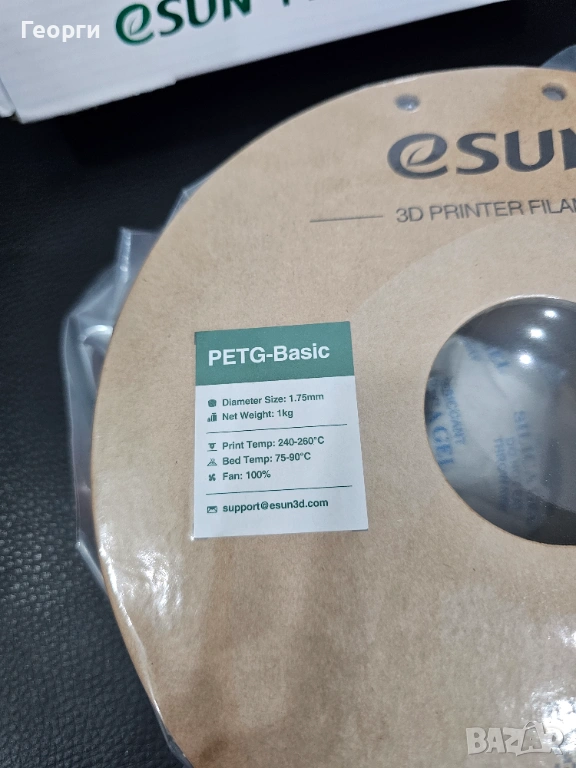 Георги
eSUN
eSUN
3D PRINTER
PETG-Basic
Diameter Size: 1.75mm
Net Weight: 1kg
Print Temp: 240-260°C
Bed Temp: 75-90°C
Fan: 100%
support@esun3d.com
BAZAR